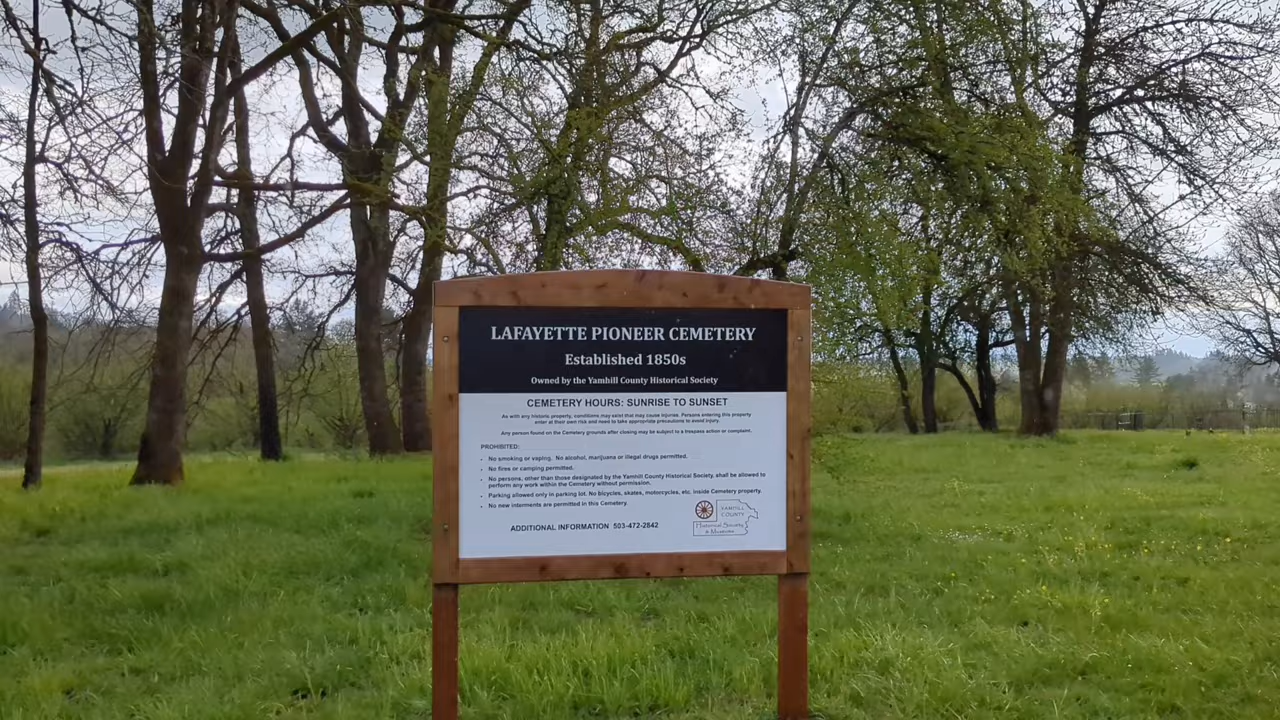 LAFAYETTE PIONEER CEMETERY
Established 1850s
Owned by the Yamhill County Historical Society
CEMETERY HOURS: SUNRISE TO SUNSET
As with any historic property, conditions may exist that may cause injuries. Persons entering this property
enter at their own risk and need to take appropriate precautions to avoid injury.
Any person found on the Cemetery grounds after closing may be subject to a trespass action or complaint.
PROHIBITED:
• No smoking or vaping. No alcohol, marijuana or illegal drugs permitted.
• No fires or camping permitted.
• No persons, other than those designated by the Yamhill County Historical Society, shall be allowed to
perform any work within the Cemetery without permission.
• Parking allowed only in parking lot. No bicycles, skates, motorcycles, etc. inside Cemetery property.
• No new interments are permitted in this Cemetery.
ADDITIONAL INFORMATION 503-472-2842
YAMHILL
COUNTY
Historical Society
& Museum